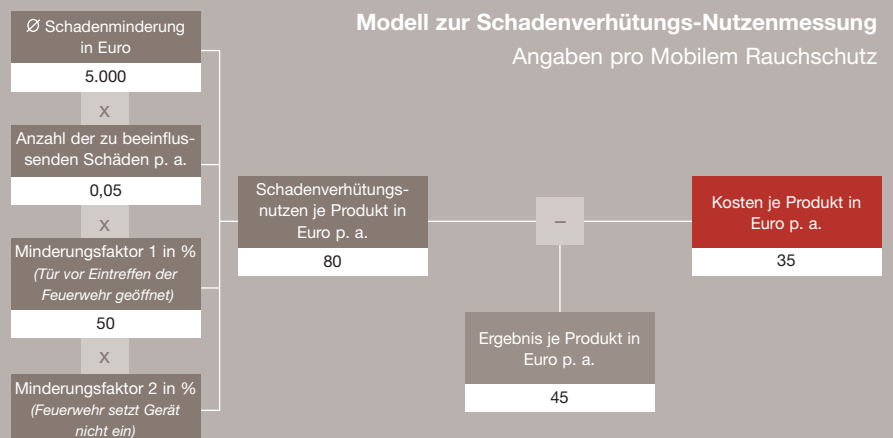 Modell zur Schadenverhütungs-Nutzenmessung
Angaben pro Mobilem Rauchschutz
Ø Schadenminderung
in Euro
5.000
x
Anzahl der zu beeinflus-
senden Schäden p. a.
0,05
x
Minderungsfaktor 1 in %
(Tür vor Eintreffen der
Feuerwehr geöffnet)
50
x
Minderungsfaktor 2 in %
(Feuerwehr setzt Gerät
nicht ein)
Schadenverhütungs-
nutzen je Produkt in
Euro p. a.
80
–
Kosten je Produkt in
Euro p. a.
35
Ergebnis je Produkt in
Euro p. a.
45